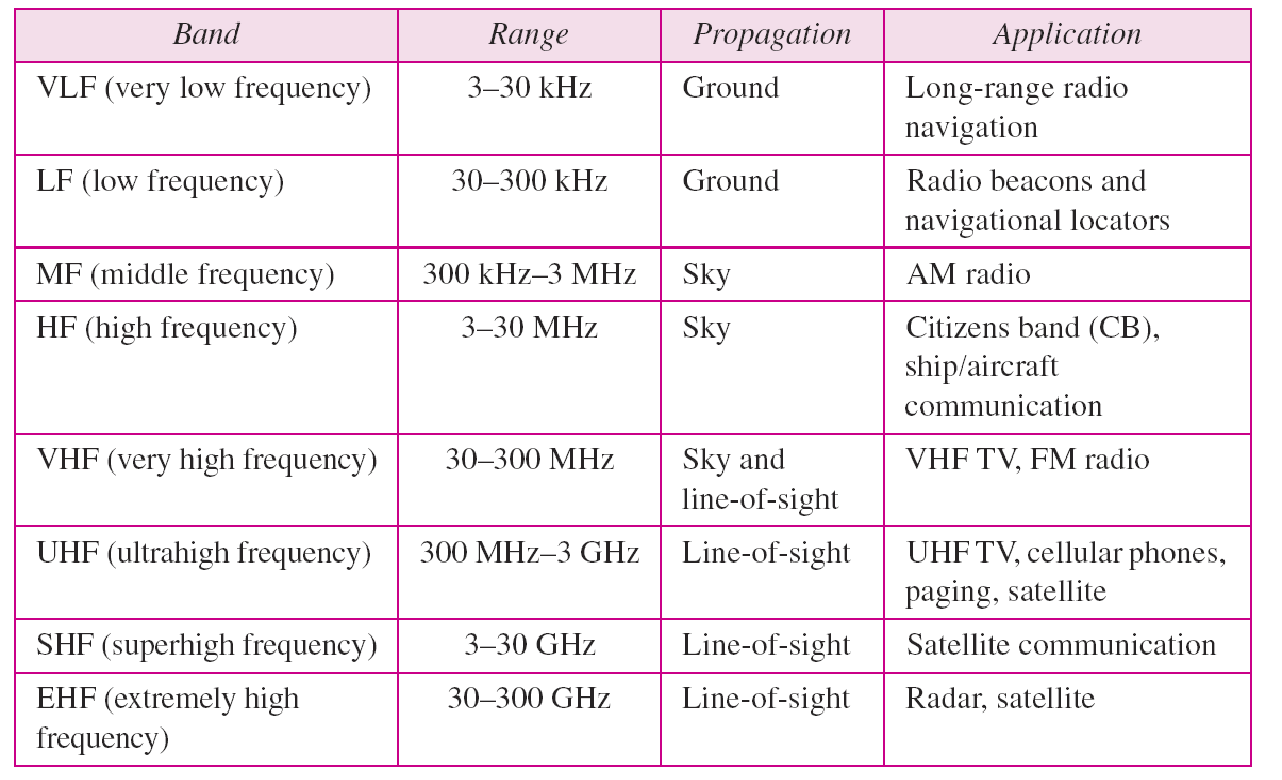 Band Range Propagation Application
VLF (very low frequency) 3–30 kHz Ground Long-range radio
navigation
LF (low frequency) 30–300 kHz Ground Radio beacons and
navigational locators
MF (middle frequency) 300 kHz–3 MHz Sky AM radio
HF (high frequency) 3–30 MHz Sky Citizens band (CB),
ship/aircraft
communication
VHF (very high frequency) 30–300 MHz Sky and VHF TV, FM radio
line-of-sight
UHF (ultrahigh frequency) 300 MHz–3 GHz Line-of-sight UHF TV, cellular phones,
paging, satellite
SHF (superhigh frequency) 3–30 GHz Line-of-sight Satellite communication
EHF (extremely high 30–300 GHz Line-of-sight Radar, satellite
frequency)